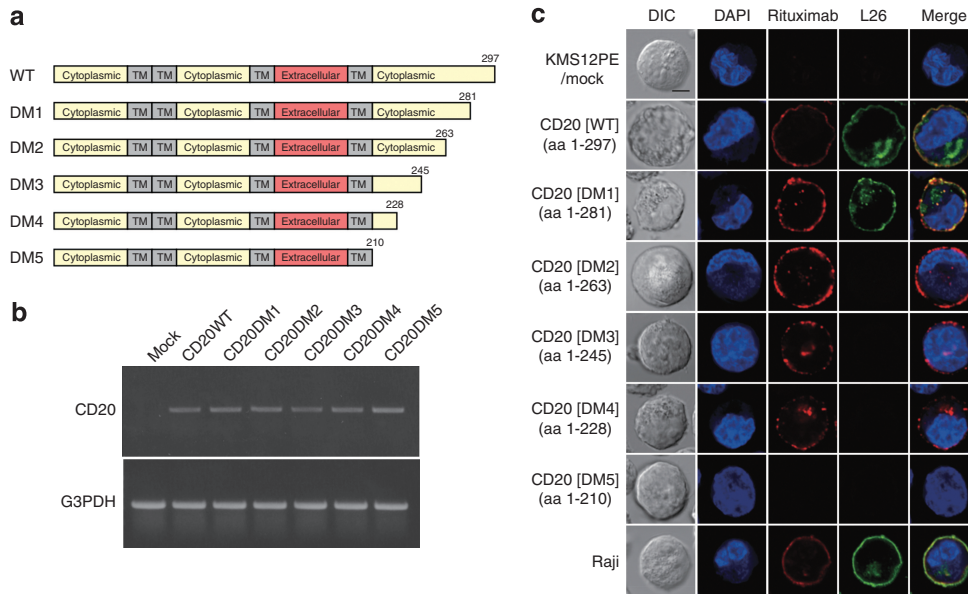 a
297
WT Cytoplasmic TM TM Cytoplasmic TM Extracellular TM Cytoplasmic
281
DM1 Cytoplasmic TM TM Cytoplasmic TM Extracellular TM Cytoplasmic
263
DM2 Cytoplasmic TM TM Cytoplasmic TM Extracellular TM Cytoplasmic
245
DM3 Cytoplasmic TM TM Cytoplasmic TM Extracellular TM
228
DM4 Cytoplasmic TM TM Cytoplasmic TM Extracellular TM
210
DM5 Cytoplasmic TM TM Cytoplasmic TM Extracellular TM
b
Mock CD20WT CD20DM1 CD20DM2 CD20DM3 CD20DM4 CD20DM5
CD20
G3PDH
c
DIC DAPI Rituximab L26 Merge
KMS12PE
/mock
CD20 [WT]
(aa 1-297)
CD20 [DM1]
(aa 1-281)
CD20 [DM2]
(aa 1-263)
CD20 [DM3]
(aa 1-245)
CD20 [DM4]
(aa 1-228)
CD20 [DM5]
(aa 1-210)
Raji